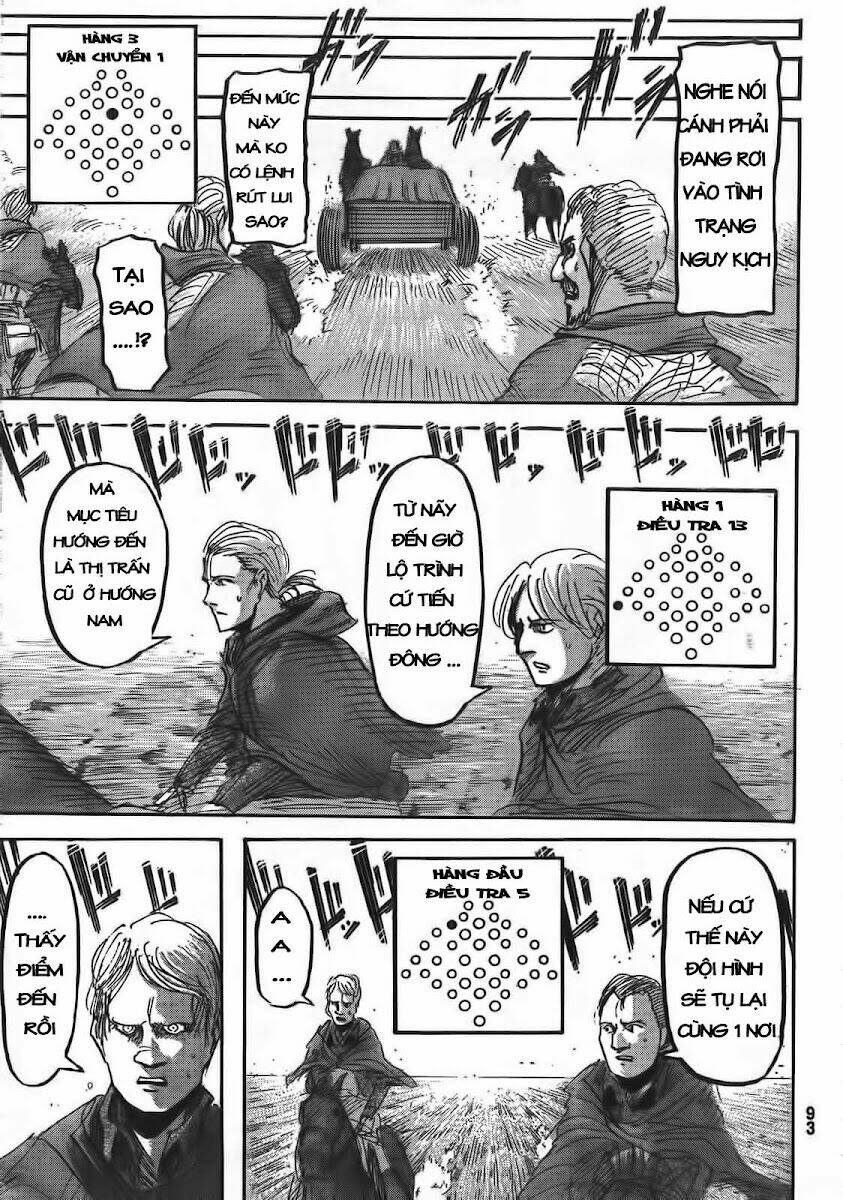 HÀNG 3
VẬN CHUYỂN 1
NGHE NÓI
CÁNH PHẢI
ĐANG RƠI
VÀO TÌNH
TRẠNG
NGUY KỊCH
ĐẾN MỨC
NÀY
MÀ KO
CÓ LỆNH
RÚT LUI
SAO?
TẠI
SAO
....!?
ドドドッ
HÀNG 1
ĐIỀU TRA 13
TỪ NÃY
ĐẾN GIỜ
LỘ TRÌNH
CỨ TIẾN
THEO HƯỚNG
ĐÔNG ...
MÀ
MỤC TIÊU
HƯỚNG ĐẾN
LÀ THỊ TRẤN
CŨ Ở HƯỚNG
NAM
HÀNG ĐẦU
ĐIỀU TRA 5
NẾU CỨ
THẾ NÀY
ĐỘI HÌNH
SẼ TỤ LẠI
CÙNG 1 NƠI
A
A
...
....
THẤY
ĐIỂM
ĐẾN
RỒI
93